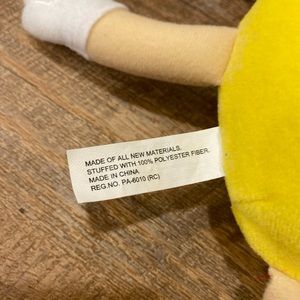 MADE OF ALL NEW MATERIALS.
STUFFED WITH 100% POLYESTER FIBER.
MADE IN CHINA
REG.NO. PA-6010 (RC)